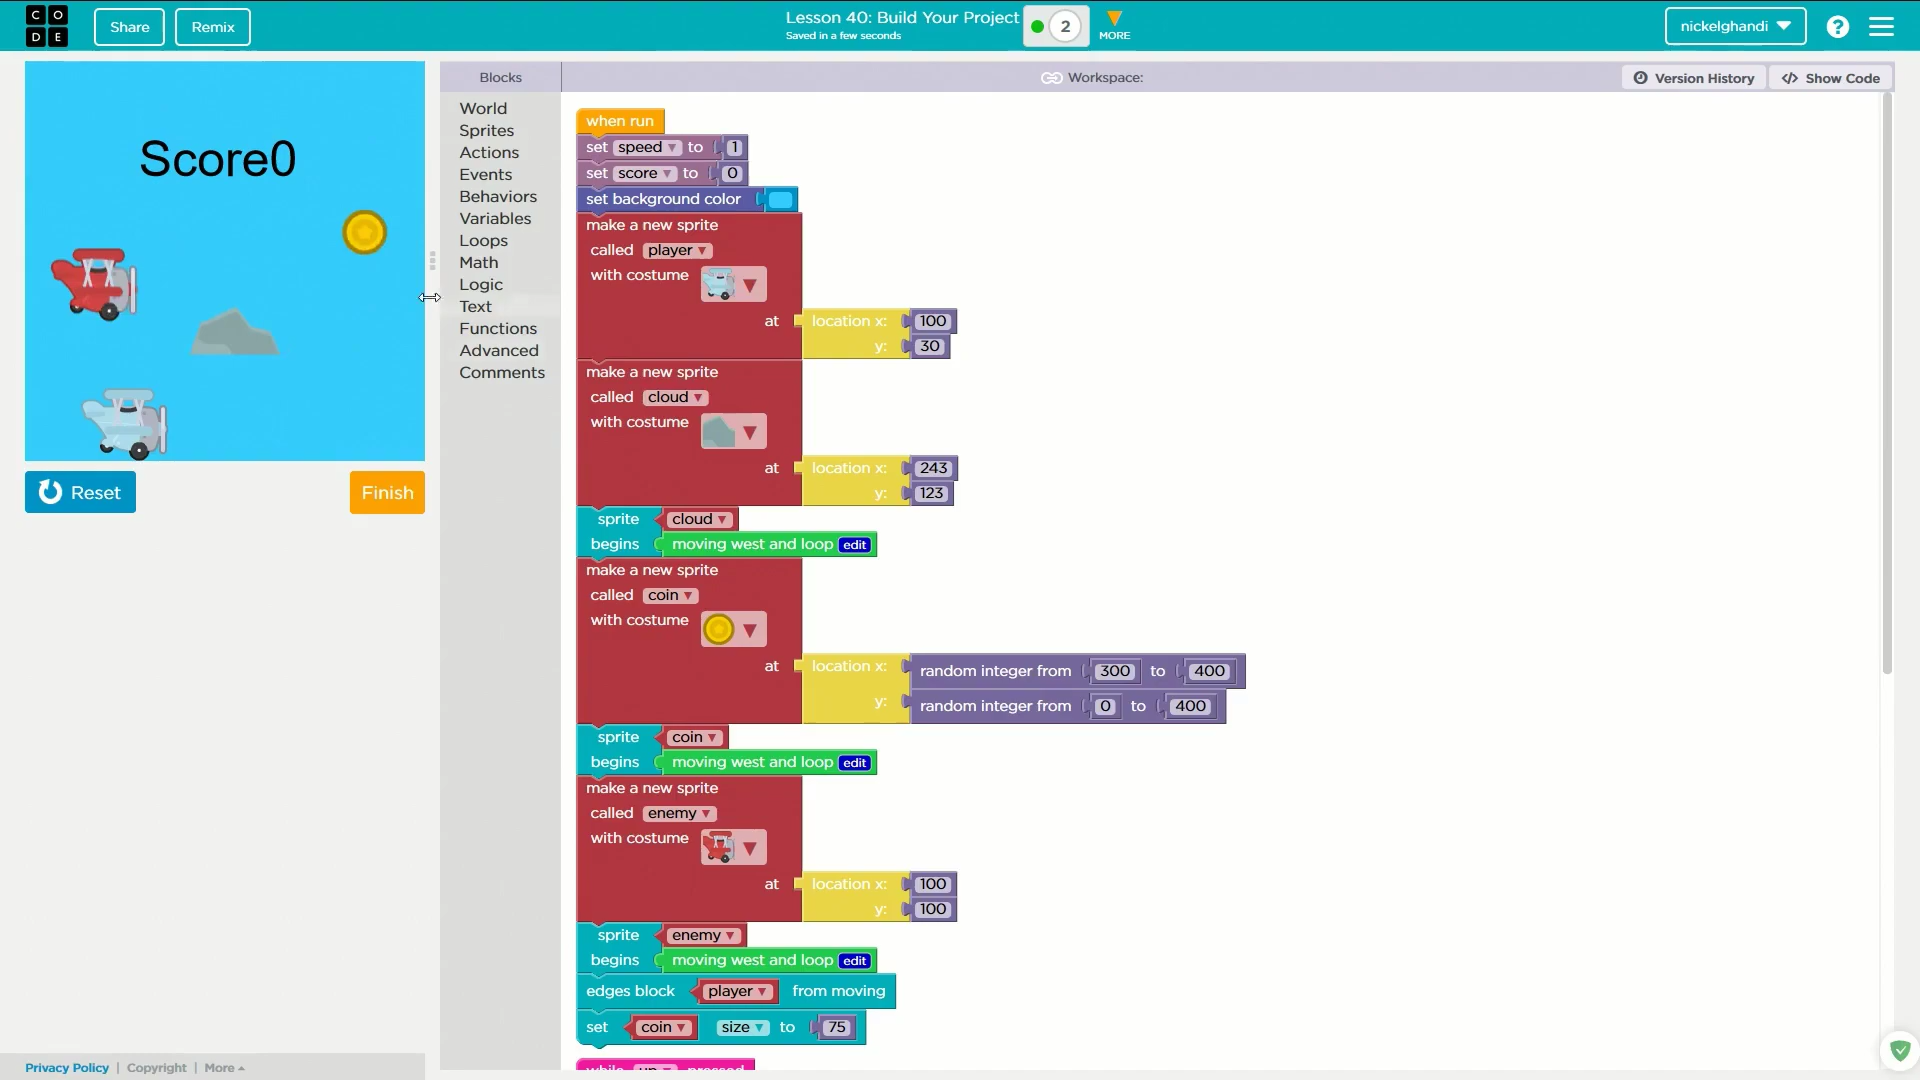 C O D E
Share
Remix
Lesson 40: Build Your Project
Saved in a few seconds
2
MORE
nickelghandi
?
Score0
Reset
Finish
Blocks
World
Sprites
Actions
Events
Behaviors
Variables
Loops
Math
Logic
Text
Functions
Advanced
Comments
Workspace:
Version History
Show Code
when run
set speed to 1
set score to 0
set background color
make a new sprite
called player
with costume
at location x: 100
y: 30
make a new sprite
called cloud
with costume
at location x: 243
y: 123
sprite cloud
begins moving west and loop edit
make a new sprite
called coin
with costume
at location x: random integer from 300 to 400
y: random integer from 0 to 400
sprite coin
begins moving west and loop edit
make a new sprite
called enemy
with costume
at location x: 100
y: 100
sprite enemy
begins moving west and loop edit
edges block player from moving
set coin size to 75
while up pressed
Privacy Policy | Copyright | More